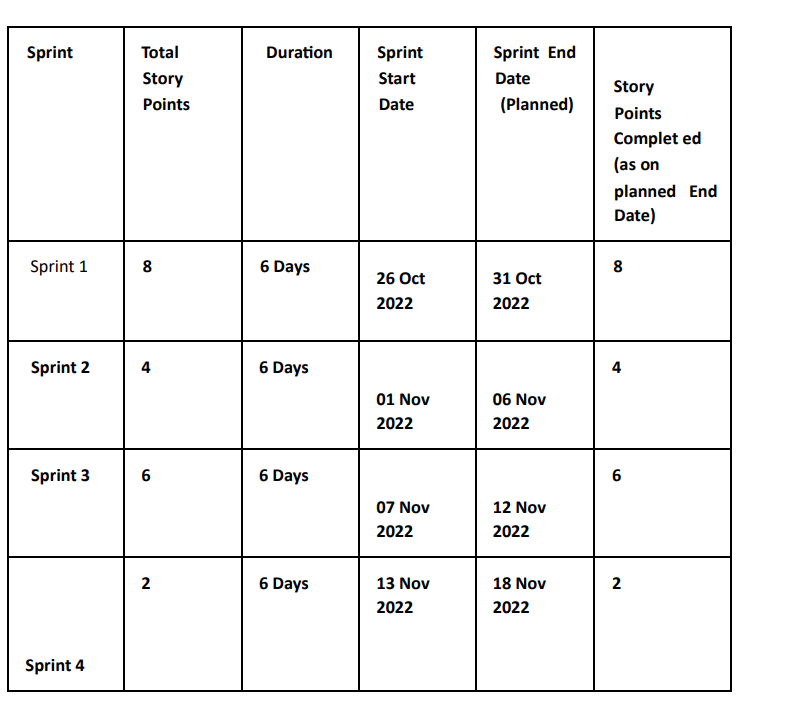 Sprint
Total
Story
Points
Duration
Sprint
Start
Date
Sprint End
Date
(Planned)
Story
Points
Complet ed
(as on
planned End
Date)
Sprint 1
8
6 Days
26 Oct
2022
31 Oct
2022
8
Sprint 2
4
6 Days
01 Nov
2022
06 Nov
2022
4
Sprint 3
6
6 Days
07 Nov
2022
12 Nov
2022
6
Sprint 4
2
6 Days
13 Nov
2022
18 Nov
2022
2